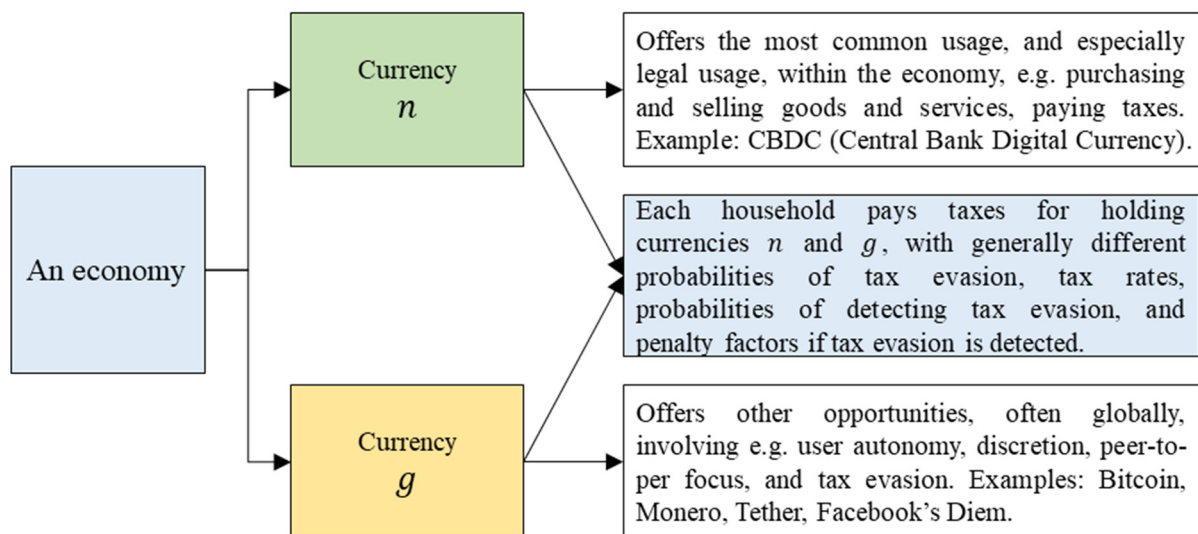 An economy
Currency
n
Offers the most common usage, and especially
legal usage, within the economy, e.g. purchasing
and selling goods and services, paying taxes.
Example: CBDC (Central Bank Digital Currency).
Each household pays taxes for holding
currencies n and g, with generally different
probabilities of tax evasion, tax rates,
probabilities of detecting tax evasion, and
penalty factors if tax evasion is detected.
Currency
g
Offers other opportunities, often globally,
involving e.g. user autonomy, discretion, peer-to-
per focus, and tax evasion. Examples: Bitcoin,
Monero, Tether, Facebook’s Diem.